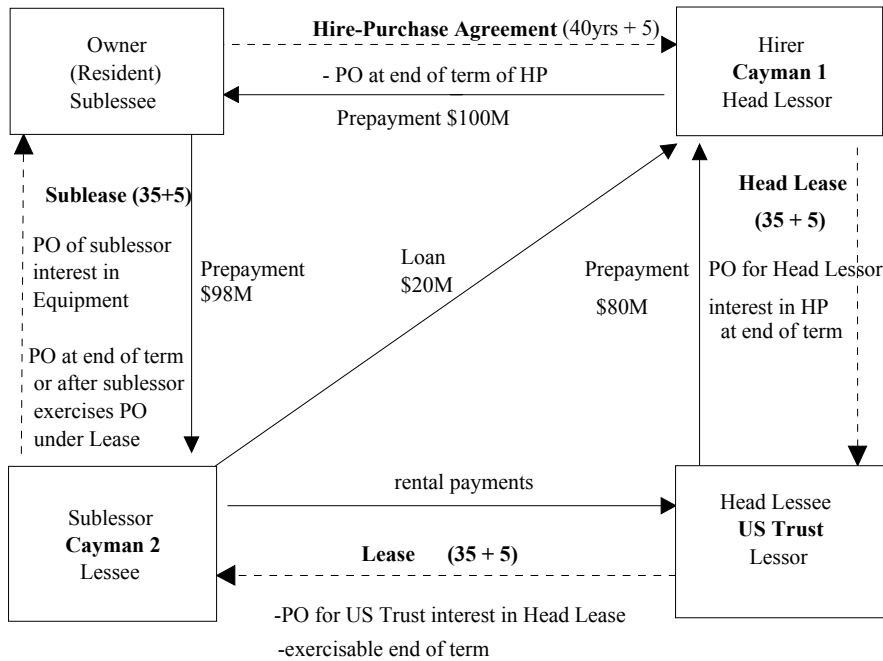 Owner
(Resident)
Sublessee
Hire-Purchase Agreement (40yrs + 5)
- PO at end of term of HP
Prepayment $100M
Hirer
Cayman 1
Head Lessor
Sublease (35+5)
PO of sublessor
interest in
Equipment
PO at end of term
or after sublessor
exercises PO
under Lease
Prepayment
$98M
Loan
$20M
Prepayment
$80M
Head Lease
(35 + 5)
PO for Head Lessor
interest in HP
at end of term
Sublessor
Cayman 2
Lessee
rental payments
Lease (35 + 5)
-PO for US Trust interest in Head Lease
-exercisable end of term
Head Lessee
US Trust
Lessor